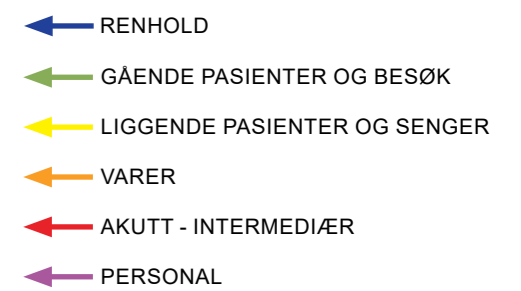 RENHOLD
GÅENDE PASIENTER OG BESØK
LIGGENDE PASIENTER OG SENGER
VARER
AKUTT - INTERMEDIÆR
PERSONAL